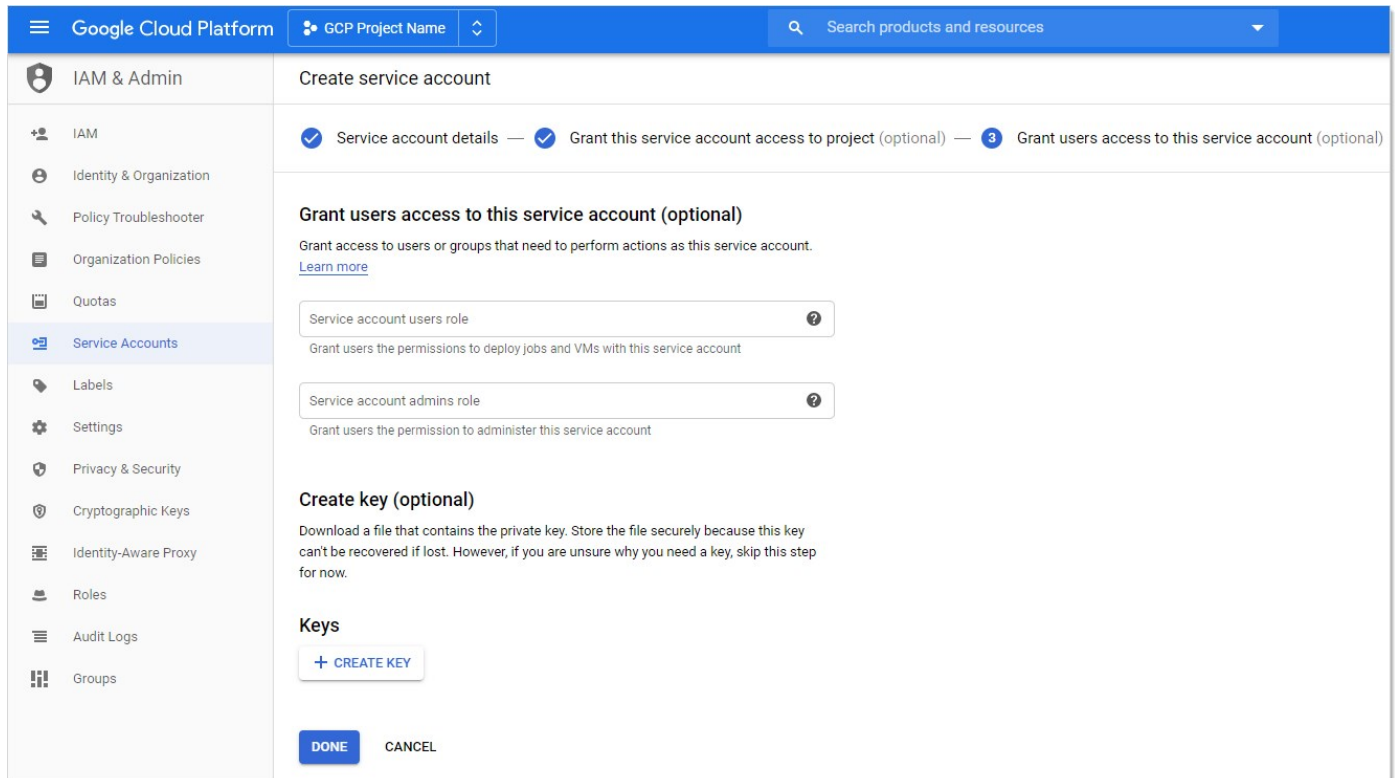 Google Cloud Platform
GCP Project Name
Search products and resources
IAM & Admin
Create service account
Service account details — Grant this service account access to project (optional) — 3 Grant users access to this service account (optional)
IAM
Identity & Organization
Policy Troubleshooter
Organization Policies
Quotas
Service Accounts
Labels
Settings
Privacy & Security
Cryptographic Keys
Identity-Aware Proxy
Roles
Audit Logs
Groups
Grant users access to this service account (optional)
Grant access to users or groups that need to perform actions as this service account.
Learn more
Service account users role
Grant users the permissions to deploy jobs and VMs with this service account
Service account admins role
Grant users the permission to administer this service account
Create key (optional)
Download a file that contains the private key. Store the file securely because this key
can't be recovered if lost. However, if you are unsure why you need a key, skip this step
for now.
Keys
+ CREATE KEY
DONE CANCEL